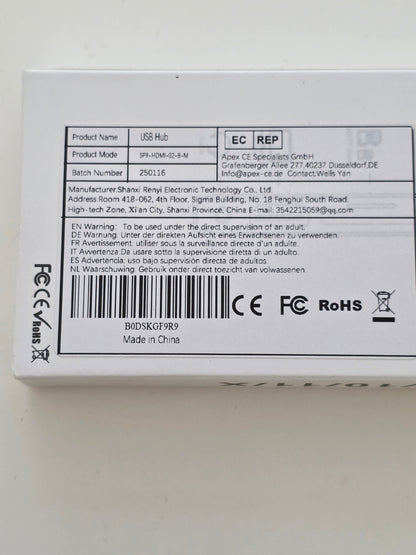 Product Name USB Hub
Product Mode SPP-HDMI-02-B-M
Batch Number 250116
EC REP
Apex CE Specialists GmbH
Grafenberger Allee 277,40237 Dusseldorf,DE
Info@apex-ce.de Contact,Wells Yan
Manufacturer:Shanxi Renyi Electronic Technology Co., Ltd.
Address Room 418-062, 4th Floor, Sigma Building, No. 18 Fenghui South Road,
High-tech Zone, Xi'an City, Shanxi Province, China E-mail: 3542215059@qq.com
EN Warning: To be used under the direct supervision of an adult.
DE Warnung: Unter der direkten Aufsicht eines Erwachsenen zu verwenden.
FR Avertissement: utiliser sous la surveillance directe d'un adulte.
IT Avvertenza:Da usare sotto la supervisione diretta di un adulto.
ES Advertencia: uso bajo supervisión directa de adultos.
NL Waarschuwing: Gebruik onder direct toezicht van volwassenen.
CE FC RoHS
B0DSKGF9R9
Made in China
FC CE RoHS